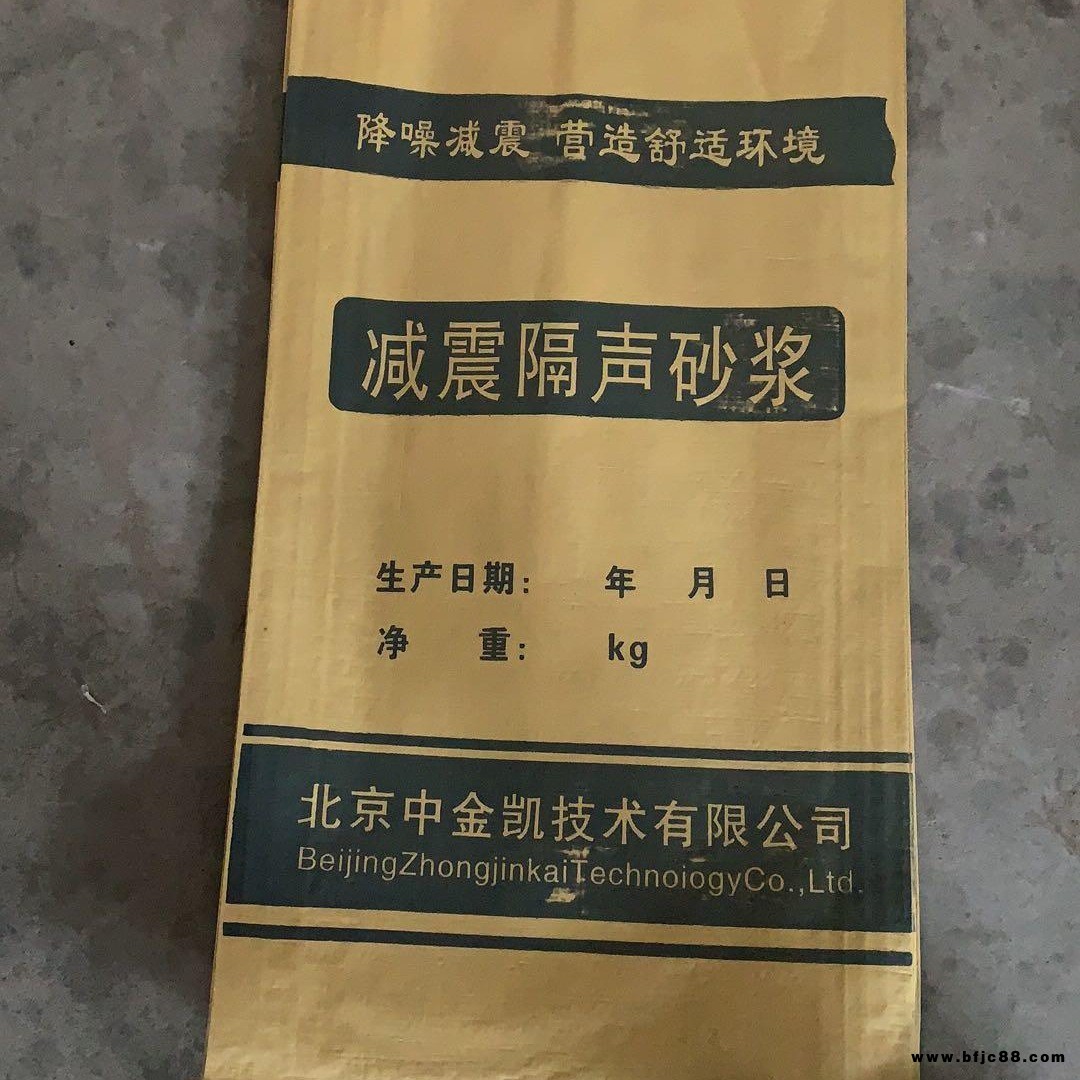 降噪减震 营造舒适环境
减震隔声砂浆
生产日期： 年 月 日
净 重： kg
北京中金凯技术有限公司
BeijingZhongjinkaiTechnoiogyCo.,Ltd.
www.bfjc88.com